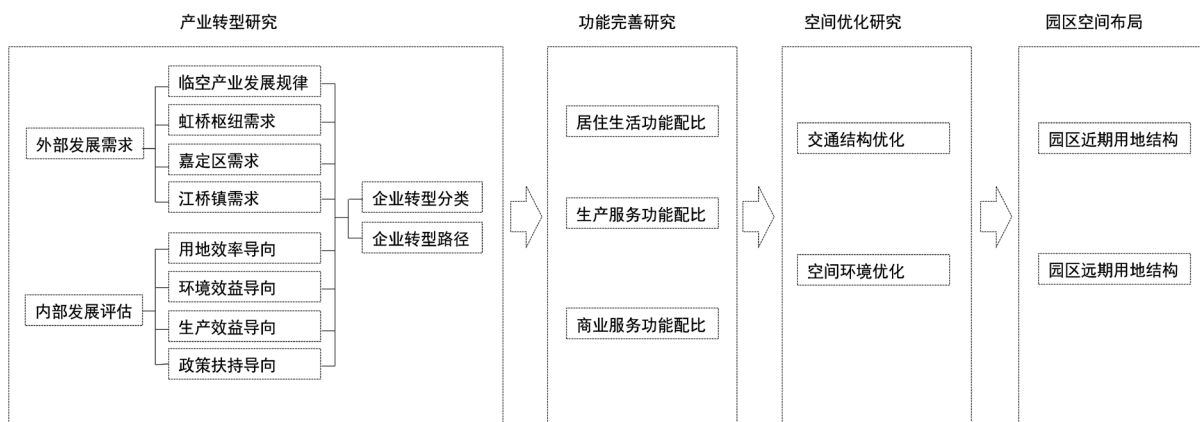 产业转型研究
功能完善研究
空间优化研究
园区空间布局
外部发展需求
临空产业发展规律
虹桥枢纽需求
嘉定区需求
江桥镇需求
内部发展评估
用地效率导向
环境效益导向
生产效益导向
政策扶持导向
企业转型分类
企业转型路径
居住生活功能配比
生产服务功能配比
商业服务功能配比
交通结构优化
空间环境优化
园区近期用地结构
园区远期用地结构